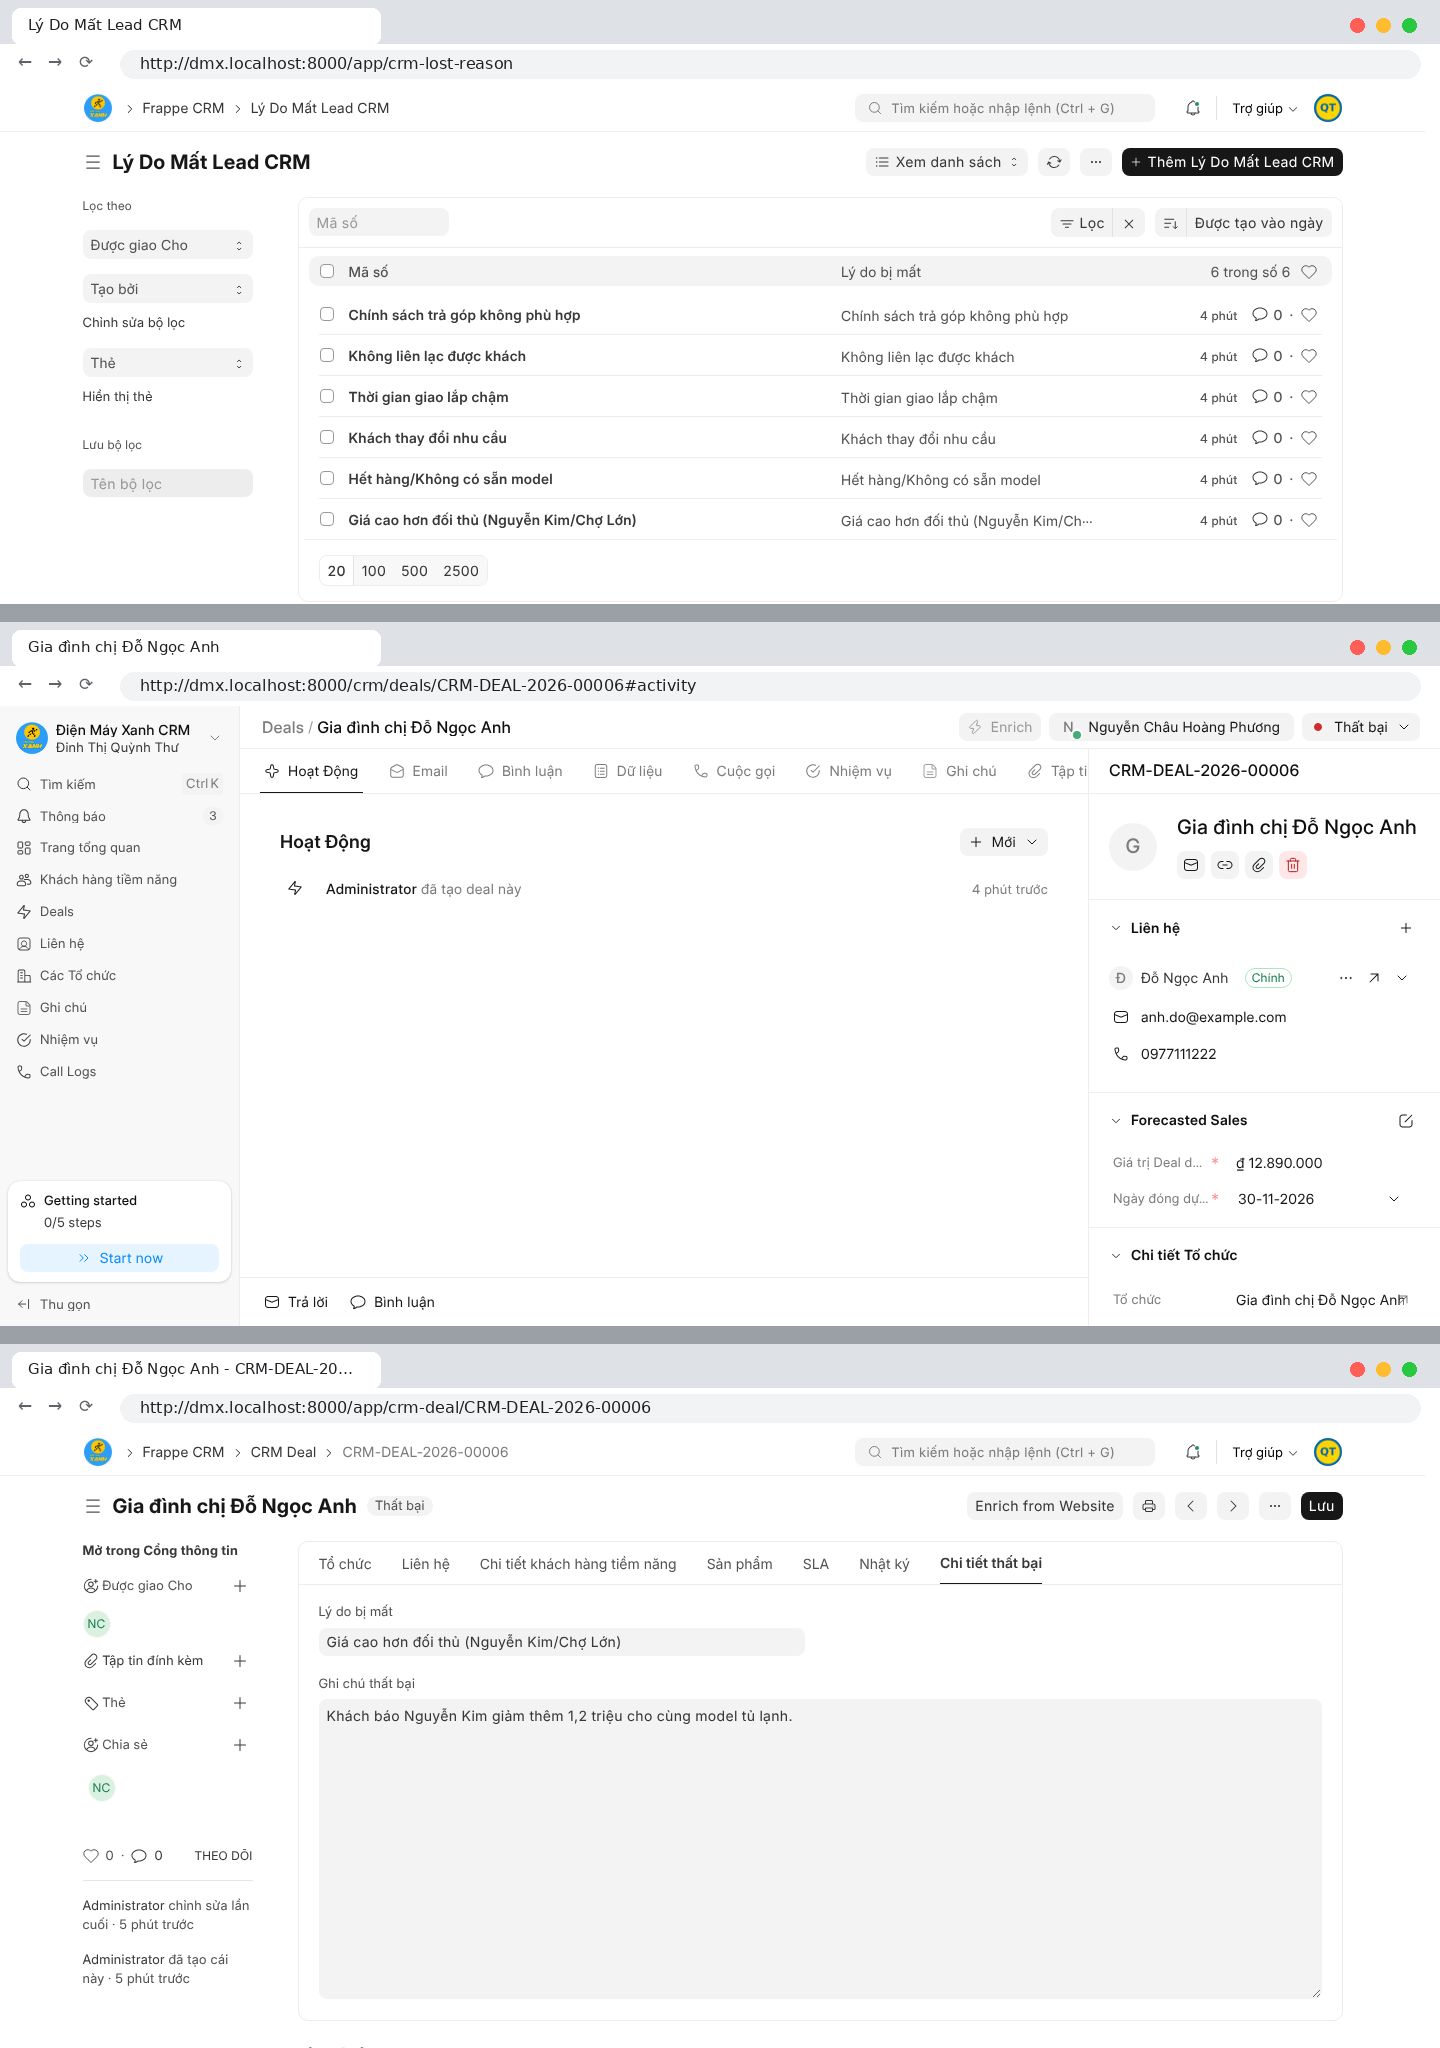 Lý Do Mất Lead CRM
http://dmx.localhost:8000/app/crm-lost-reason
Frappe CRM
Lý Do Mất Lead CRM
Tìm kiếm hoặc nhập lệnh (Ctrl + G)
Trợ giúp
QT
Lý Do Mất Lead CRM
Xem danh sách
Thêm Lý Do Mất Lead CRM
Lọc theo
Được giao Cho
Tạo bởi
Chỉnh sửa bộ lọc
Thẻ
Hiển thị thẻ
Lưu bộ lọc
Tên bộ lọc
Mã số
Lọc
Được tạo vào ngày
Mã số
Lý do bị mất
6 trong số 6
Chính sách trả góp không phù hợp
Chính sách trả góp không phù hợp
4 phút
0
Không liên lạc được khách
Không liên lạc được khách
4 phút
0
Thời gian giao lắp chậm
Thời gian giao lắp chậm
4 phút
0
Khách thay đổi nhu cầu
Khách thay đổi nhu cầu
4 phút
0
Hết hàng/Không có sẵn model
Hết hàng/Không có sẵn model
4 phút
0
Giá cao hơn đối thủ (Nguyễn Kim/Chợ Lớn)
Giá cao hơn đối thủ (Nguyễn Kim/Ch...
4 phút
0
20
100
500
2500
Gia đình chị Đỗ Ngọc Anh
http://dmx.localhost:8000/crm/deals/CRM-DEAL-2026-00006#activity
Điện Máy Xanh CRM
Đinh Thị Quỳnh Thư
Tìm kiếm
Ctrl K
Thông báo
3
Trang tổng quan
Khách hàng tiềm năng
Deals
Liên hệ
Các Tổ chức
Ghi chú
Nhiệm vụ
Call Logs
Getting started
0/5 steps
Start now
Thu gọn
Deals / Gia đình chị Đỗ Ngọc Anh
Enrich
N
Nguyễn Châu Hoàng Phương
Thất bại
Hoạt Động
Email
Bình luận
Dữ liệu
Cuộc gọi
Nhiệm vụ
Ghi chú
Tập ti
Hoạt Động
Mới
Administrator đã tạo deal này
4 phút trước
Trả lời
Bình luận
CRM-DEAL-2026-00006
G
Gia đình chị Đỗ Ngọc Anh
Liên hệ
Đ
Đỗ Ngọc Anh
Chính
anh.do@example.com
0977111222
Forecasted Sales
Giá trị Deal d... *
₫ 12.890.000
Ngày đóng dự... *
30-11-2026
Chi tiết Tổ chức
Tổ chức
Gia đình chị Đỗ Ngọc Anh
Gia đình chị Đỗ Ngọc Anh - CRM-DEAL-20...
http://dmx.localhost:8000/app/crm-deal/CRM-DEAL-2026-00006
Frappe CRM
CRM Deal
CRM-DEAL-2026-00006
Tìm kiếm hoặc nhập lệnh (Ctrl + G)
Trợ giúp
QT
Gia đình chị Đỗ Ngọc Anh
Thất bại
Enrich from Website
Lưu
Mở trong Cổng thông tin
Được giao Cho
NC
Tập tin đính kèm
Thẻ
Chia sẻ
NC
0
0
THEO DÕI
Administrator chỉnh sửa lần
cuối · 5 phút trước
Administrator đã tạo cái
này · 5 phút trước
Tổ chức
Liên hệ
Chi tiết khách hàng tiềm năng
Sản phẩm
SLA
Nhật ký
Chi tiết thất bại
Lý do bị mất
Giá cao hơn đối thủ (Nguyễn Kim/Chợ Lớn)
Ghi chú thất bại
Khách báo Nguyễn Kim giảm thêm 1,2 triệu cho cùng model tủ lạnh.